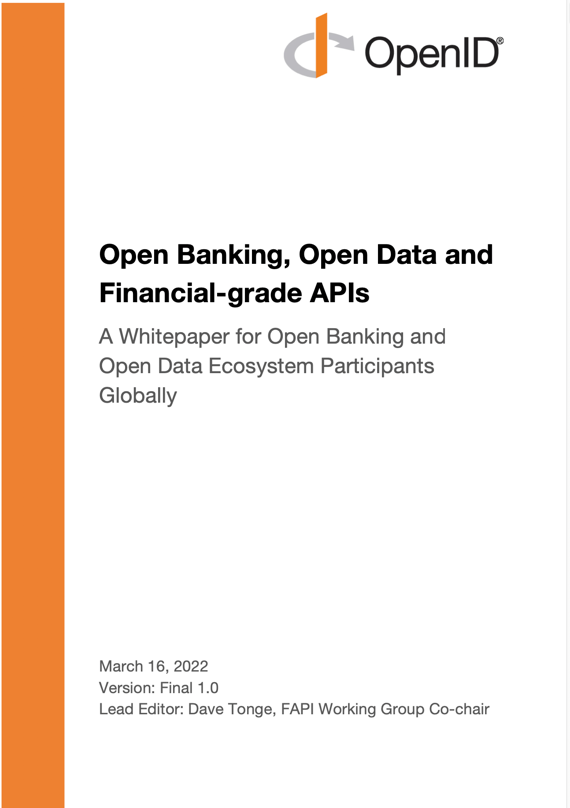 OpenID®
Open Banking, Open Data and
Financial-grade APIs
A Whitepaper for Open Banking and
Open Data Ecosystem Participants
Globally
March 16, 2022
Version: Final 1.0
Lead Editor: Dave Tonge, FAPI Working Group Co-chair